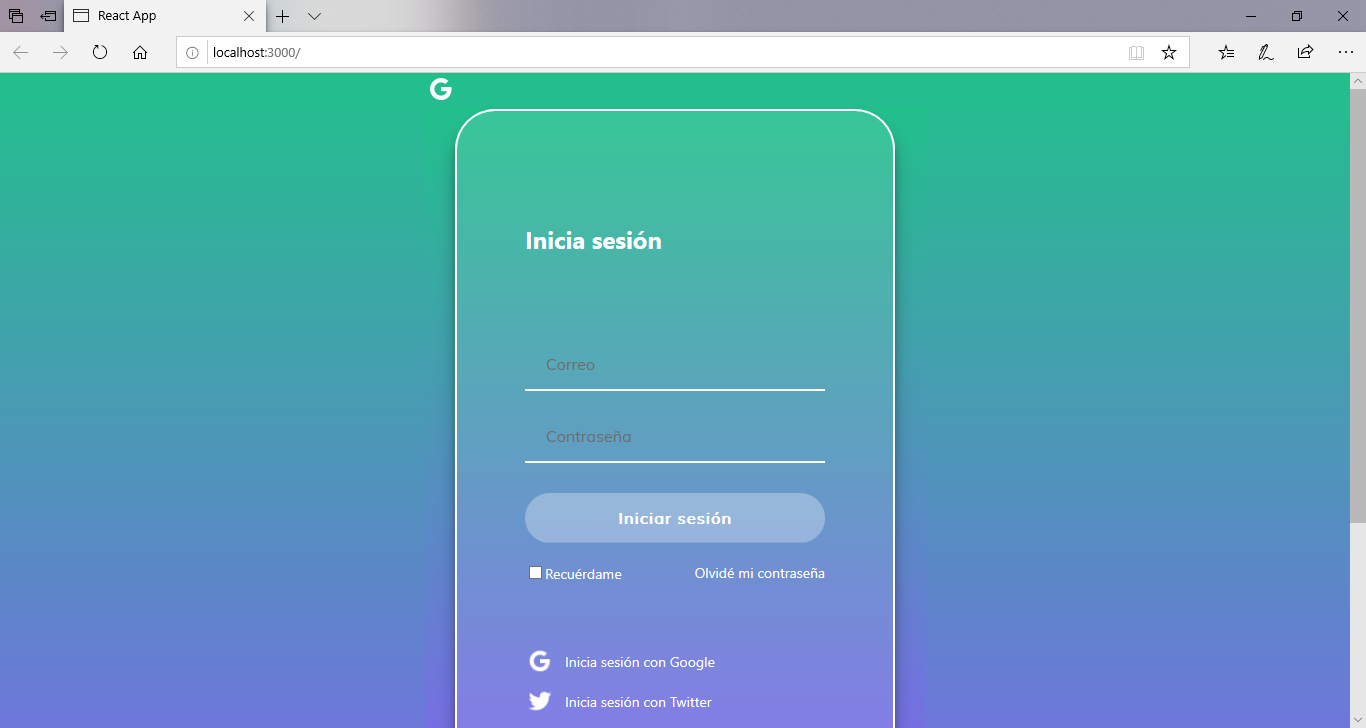 React App
localhost:3000/
Inicia sesión
Correo
Contraseña
Iniciar sesión
Recuérdame Olvidé mi contraseña
Inicia sesión con Google
Inicia sesión con Twitter